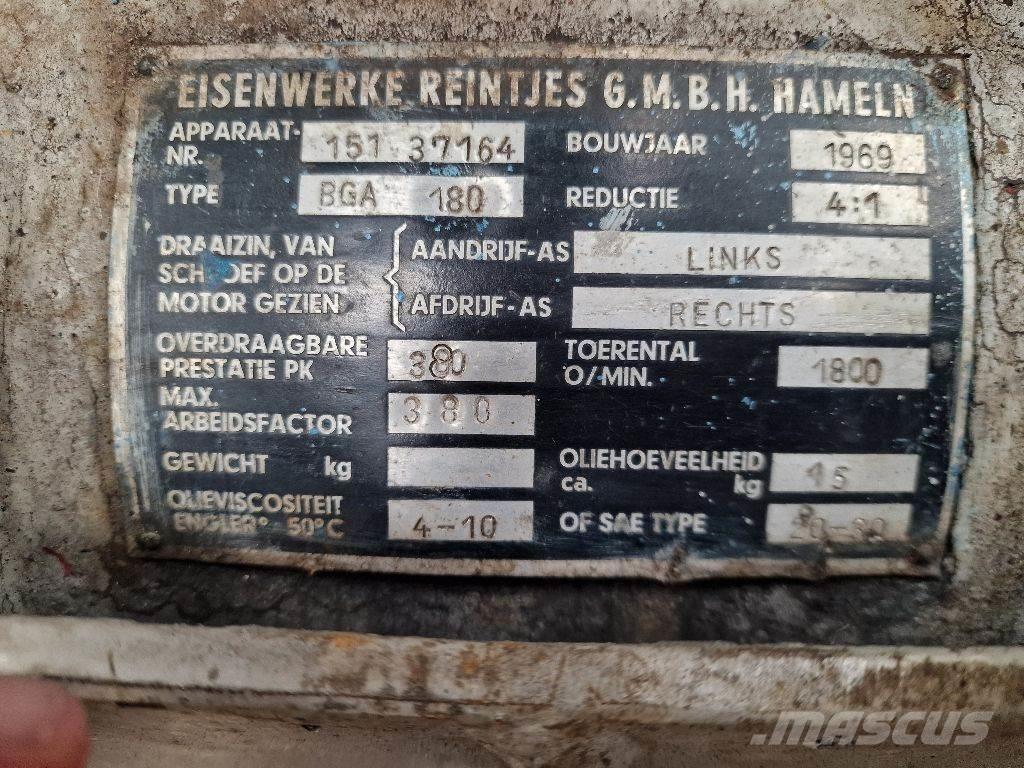 EISENWERKE REINTJES G.M.B.H. HAMELN
APPARAAT-NR. 151 37164 BOUWJAAR 1969
TYPE BGA 180 REDUCTIE 4:1
DRAAIZIN, VAN SCHROEF OP DE MOTOR GEZIEN
AANDRIJF-AS LINKS
AFDRIJF-AS RECHTS
OVERDRAAGBARE PRESTATIE PK 380 TOERENTAL O/MIN. 1800
MAX. ARBEIDSFACTOR 380
GEWICHT kg OLIEHOEVEELHEID ca. kg 15
OLIEVISCOSITEIT ENGLER° 50°C 4-10 OF SAE TYPE
MASCUS